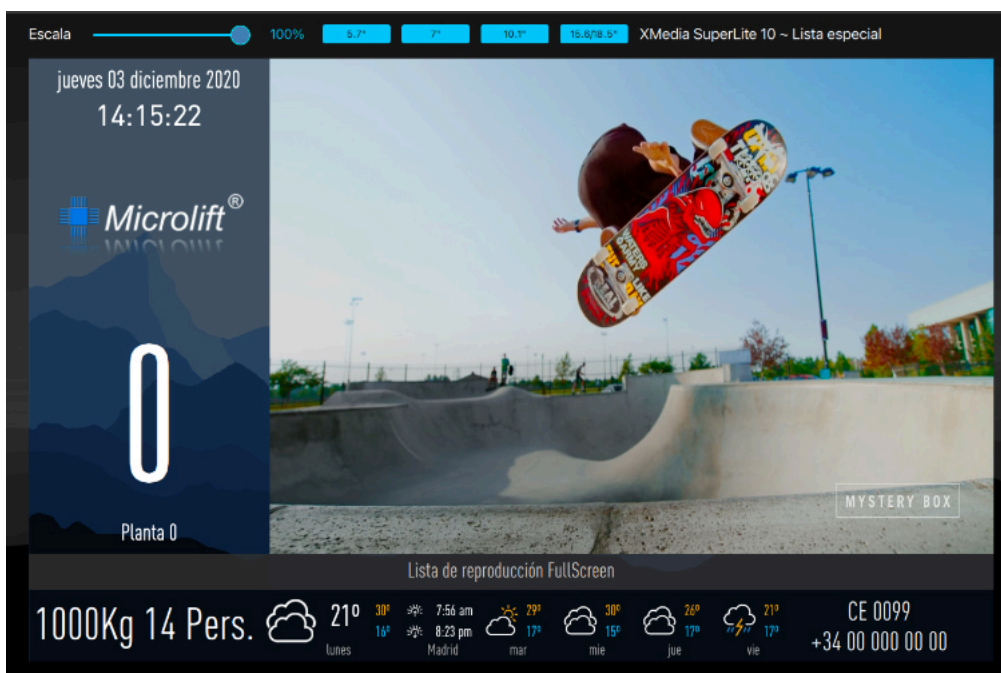 Escala 100% 5.7" 7" 10.1" 15.6/18.5" XMedia SuperLite 10 ~ Lista especial
jueves 03 diciembre 2020
14:15:22
Microlift®
0
Planta 0
REAL
LIKE
MYSTERY BOX
Lista de reproducción FullScreen
1000Kg 14 Pers.
21º
lunes
30º
16º
7:56 am
8:23 pm
Madrid
29º
17º
mar
30º
15º
mie
26º
17º
jue
21º
17º
vie
CE 0099
+34 00 000 00 00